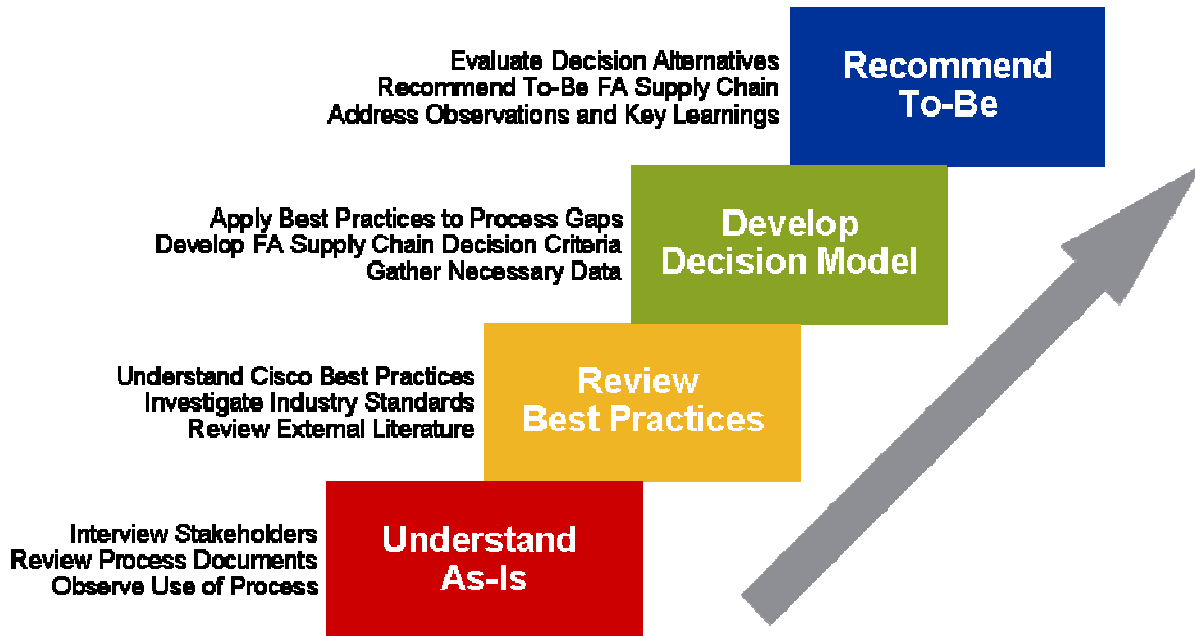 Evaluate Decision Alternatives
Recommend To-Be FA Supply Chain
Address Observations and Key Learnings
Recommend
To-Be
Apply Best Practices to Process Gaps
Develop FA Supply Chain Decision Criteria
Gather Necessary Data
Develop
Decision Model
Understand Cisco Best Practices
Investigate Industry Standards
Review External Literature
Review
Best Practices
Interview Stakeholders
Review Process Documents
Observe Use of Process
Understand
As-Is